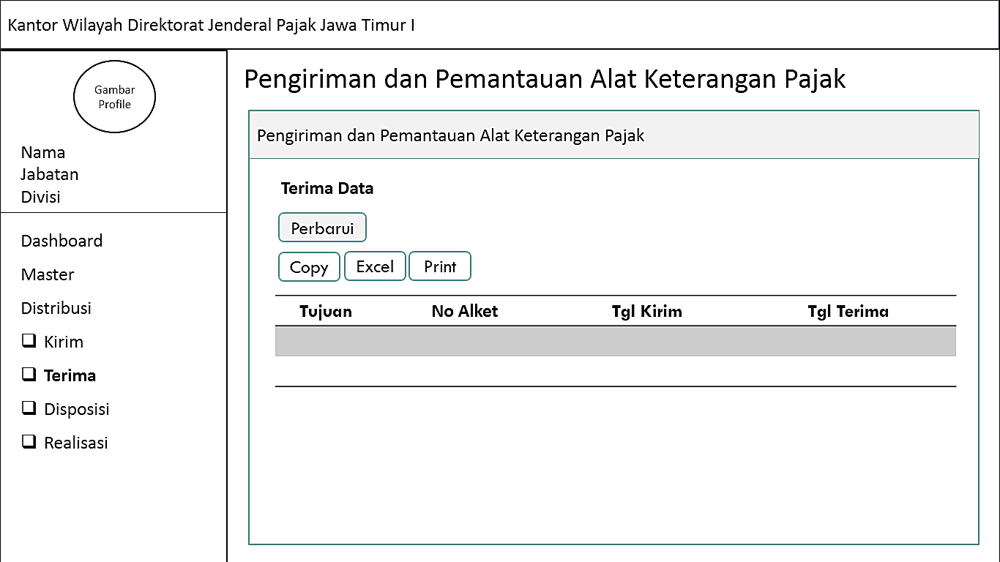 Kantor Wilayah Direktorat Jenderal Pajak Jawa Timur I
Gambar
Profile
Nama
Jabatan
Divisi
Dashboard
Master
Distribusi
Kirim
Terima
Disposisi
Realisasi
Pengiriman dan Pemantauan Alat Keterangan Pajak
Pengiriman dan Pemantauan Alat Keterangan Pajak
Terima Data
Perbarui
Copy Excel Print
Tujuan No Alket Tgl Kirim Tgl Terima